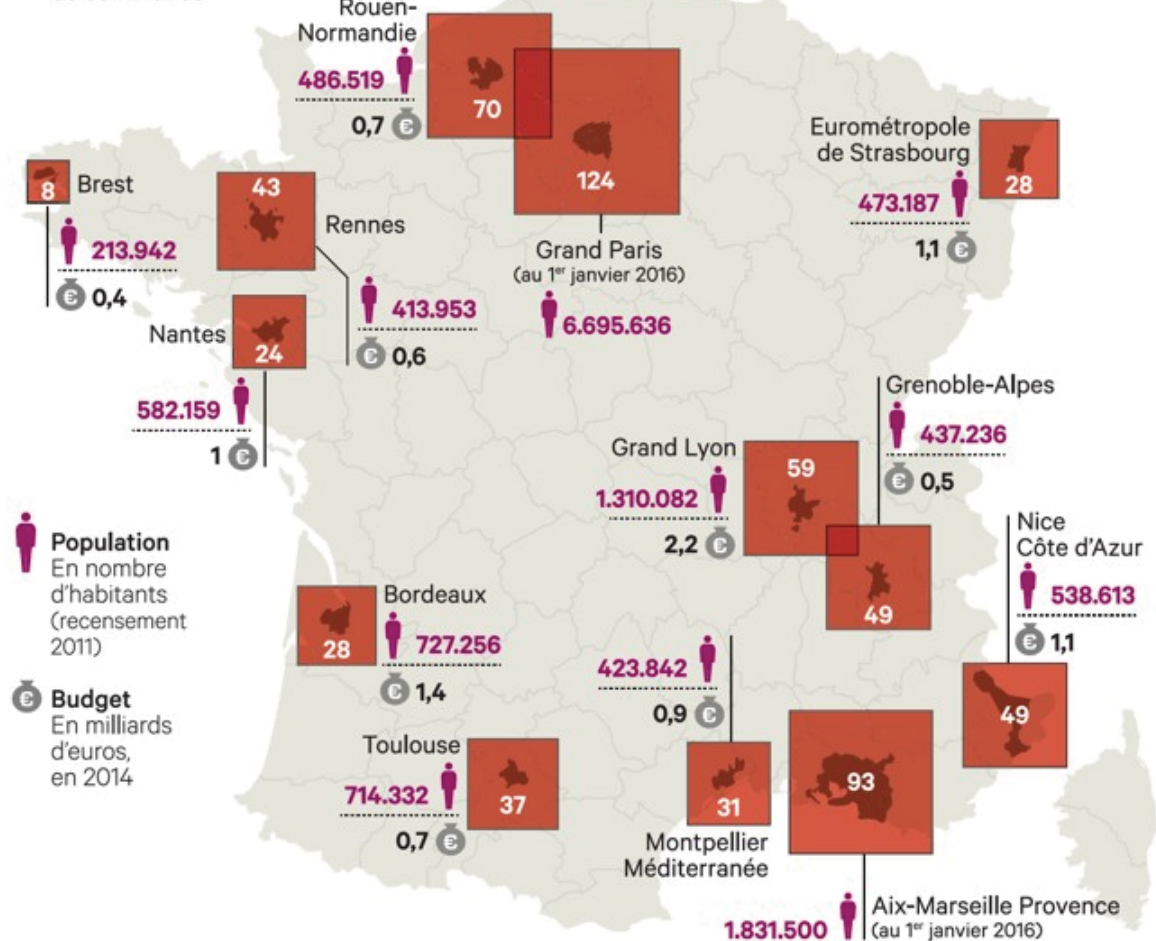 Rouen-
Normandie
486.519
0,7 €
70
124
Grand Paris
(au 1er janvier 2016)
6.695.636
Eurométropole
de Strasbourg
28
473.187
1,1 €
8
Brest
213.942
€ 0,4
43
Rennes
413.953
€ 0,6
Nantes
24
582.159
1 €
Grenoble-Alpes
437.236
€ 0,5
49
Grand Lyon
59
1.310.082
2,2 €
Nice
Côte d'Azur
538.613
€ 1,1
49
Population
En nombre
d'habitants
(recensement
2011)
€ Budget
En milliards
d'euros,
en 2014
Bordeaux
28
727.256
€ 1,4
Toulouse
714.332
37
0,7 €
423.842
0,9 €
31
Montpellier
Méditerranée
93
Aix-Marseille Provence
(au 1er janvier 2016)
1.831.500